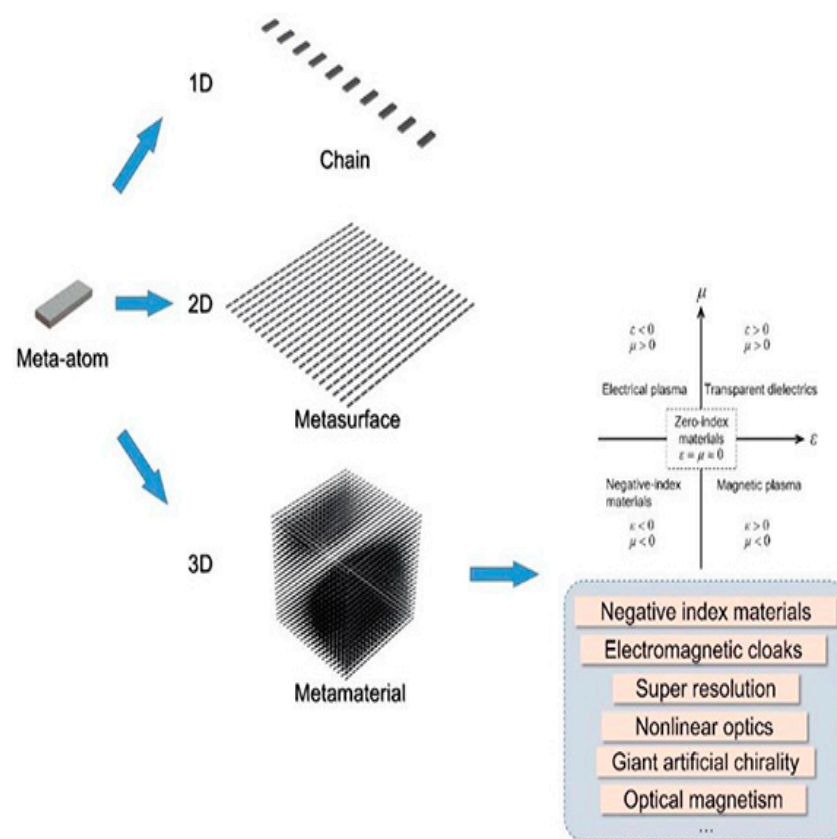 1D
Chain
Meta-atom
2D
Metasurface
3D
Metamaterial
μ
ε<0
μ>0
ε>0
μ>0
Electrical plasma
Transparent dielectrics
Zero-index
materials
ε = μ ≈ 0
ε
Negative-index
materials
Magnetic plasma
ε<0
μ<0
ε>0
μ<0
Negative index materials
Electromagnetic cloaks
Super resolution
Nonlinear optics
Giant artificial chirality
Optical magnetism
...